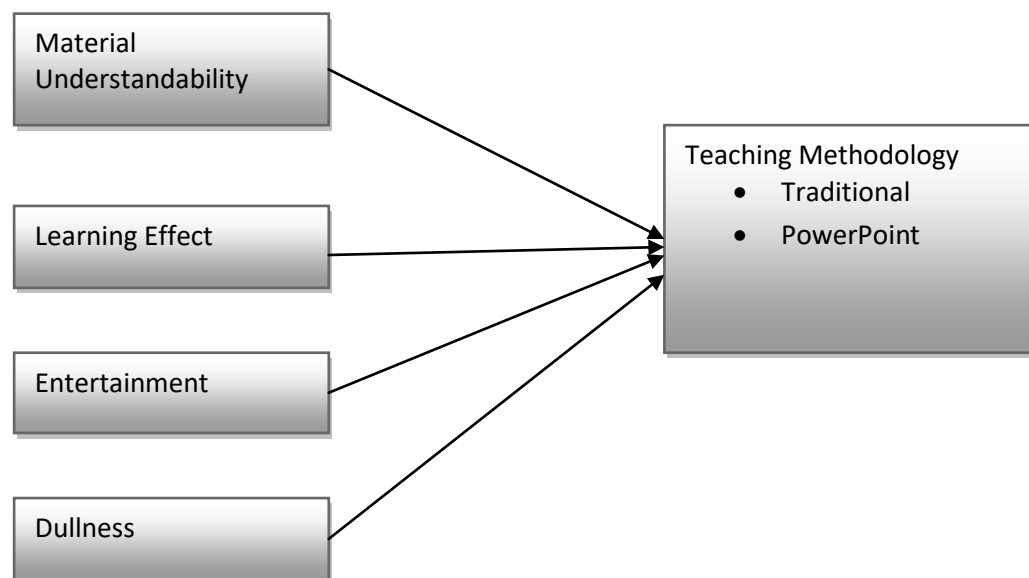 Material
Understandability
Teaching Methodology
• Traditional
• PowerPoint
Learning Effect
Entertainment
Dullness